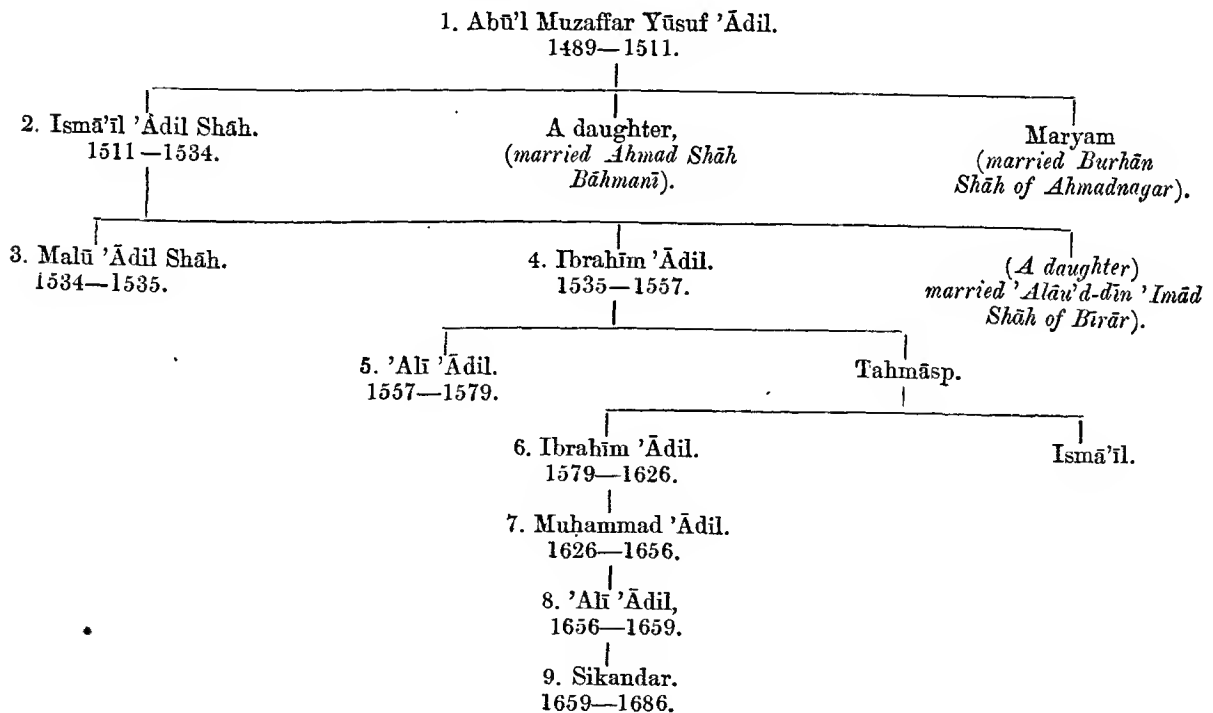 1. Abū'l Muzaffar Yūsuf 'Ādil.
1489—1511.
2. Ismā'īl 'Ādil Shāh.
1511—1534.
A daughter,
(married Ahmad Shāh
Bāhmanī).
Maryam
(married Burhān
Shāh of Ahmadnagar).
3. Malū 'Ādil Shāh.
1534—1535.
4. Ibrahīm 'Ādil.
1535—1557.
(A daughter)
married 'Alāu'd-dīn 'Imād
Shāh of Bīrār).
5. 'Alī 'Ādil.
1557—1579.
Tahmāsp.
6. Ibrahīm 'Ādil.
1579—1626.
Ismā'īl.
7. Muḥammad 'Ādil.
1626—1656.
8. 'Alī 'Ādil,
1656—1659.
9. Sikandar.
1659—1686.